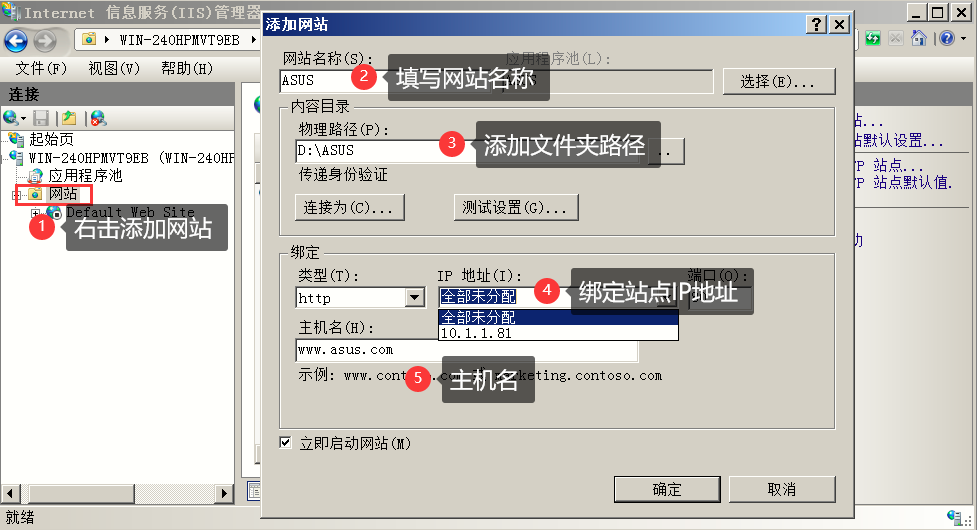 Internet 信息服务(IIS)管理器
WIN-240HPMVT9EB
文件(F) 视图(V) 帮助(H)
连接
起始页
WIN-240HPMVT9EB (WIN-240HP
应用程序池
网站
Default Web Site
1 右击添加网站
就绪
添加网站
网站名称(S):
应用程序池(L):
ASUS
2 填写网站名称
选择(E)...
内容目录
物理路径(P):
D:\ASUS
3 添加文件夹路径
..
传递身份验证
连接为(C)...
测试设置(G)...
绑定
类型(T):
IP 地址(I):
端口(O):
http
全部未分配
4 绑定站点IP地址
全部未分配
10.1.1.81
主机名(H):
www.asus.com
示例: www.contoso.com
marketing.contoso.com
5 主机名
立即启动网站(M)
确定
取消
站...
站默认设置...
TP 站点...
TP 站点默认值.